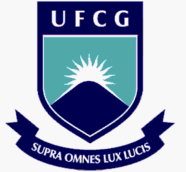 UFCG
SUPRA OMNES LUX LUCIS